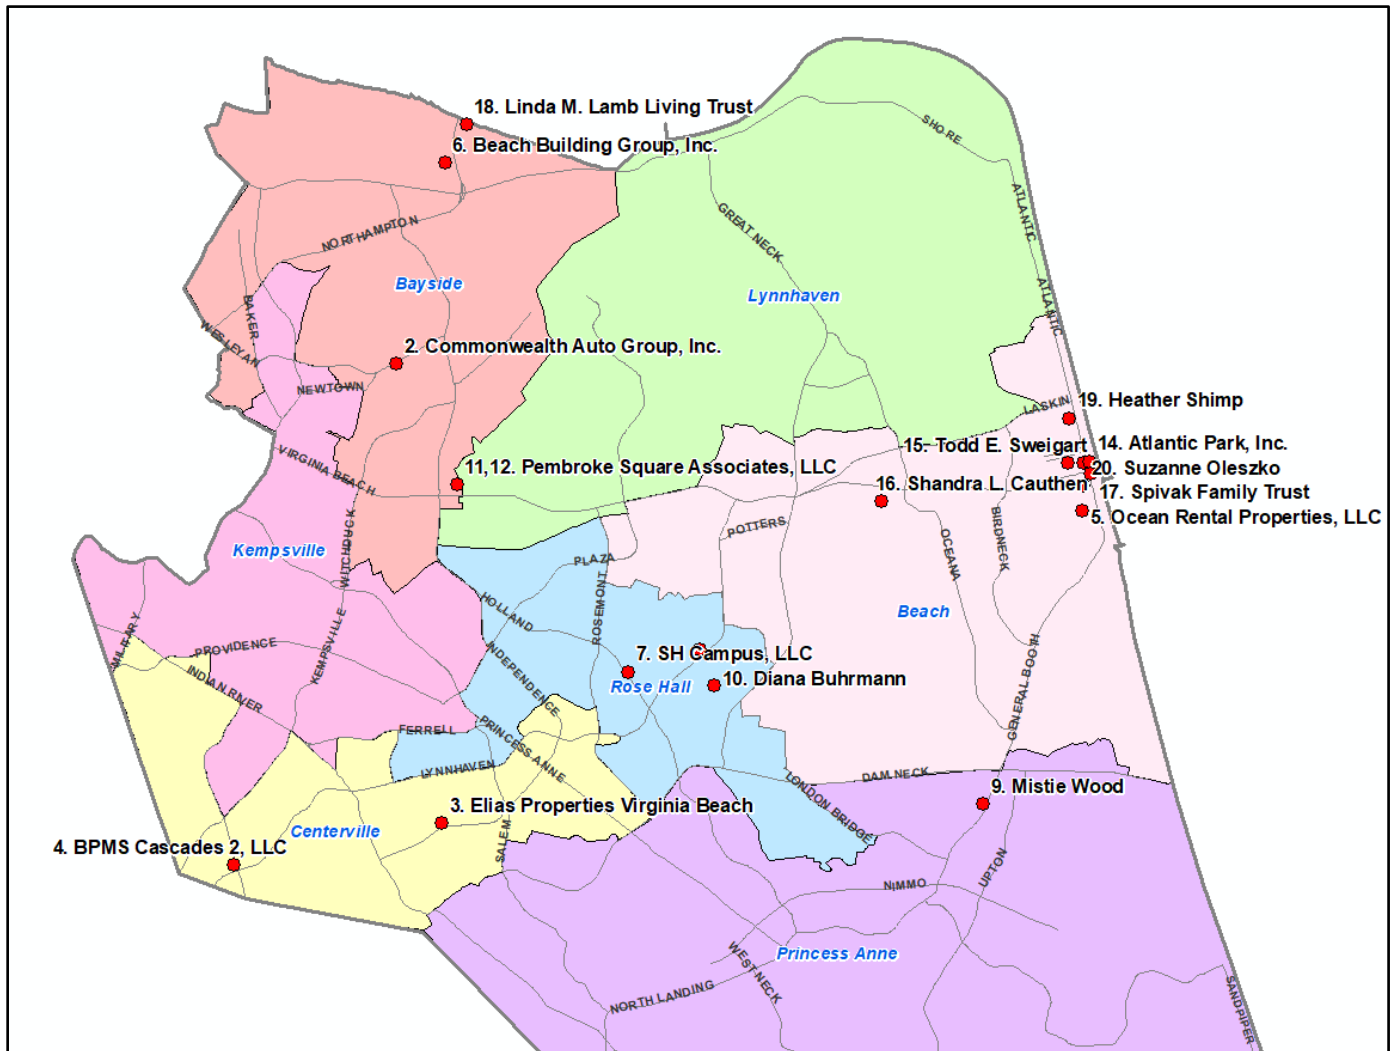 18. Linda M. Lamb Living Trust
6. Beach Building Group, Inc.
SHORE
ATLANTIC
GREAT NECK
NORTHAMPTON
Bayside
Lynnhaven
BAKER
ATLANTIC
WESLEYAN
2. Commonwealth Auto Group, Inc.
NEWTOWN
LASKIN
19. Heather Shimp
15. Todd E. Sweigart
14. Atlantic Park, Inc.
VIRGINIA BEACH
11,12. Pembroke Square Associates, LLC
20. Suzanne Oleszko
16. Shandra L. Cauthen
17. Spivak Family Trust
5. Ocean Rental Properties, LLC
POTTERS
BIRDNECK
OCEANA
Kempsville
WITCHDUCK
PLAZA
HOLLAND
ROSEMONT
Beach
MILITARY
PROVIDENCE
KEMPSVILLE
INDEPENDENCE
7. SH Campus, LLC
GENERAL BOOTH
INDIAN RIVER
Rose Hall
10. Diana Buhrmann
FERRELL
PRINCESS ANNE
LYNNHAVEN
DAM NECK
LONDON BRIDGE
9. Mistie Wood
3. Elias Properties Virginia Beach
Centerville
SALEM
4. BPMS Cascades 2, LLC
UPTON
NIMMO
Princess Anne
WEST NECK
NORTH LANDING
SANDPIPER